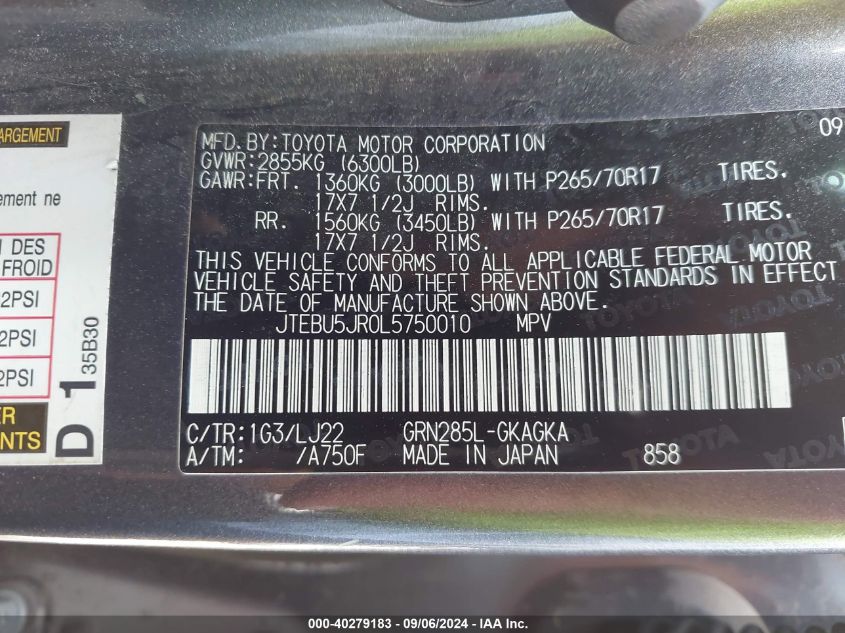 ARGEMENT
ement ne
I DES
FROID
2PSI
2PSI
2PSI
ER
MENTS
D 1 35B30
09
MFD.BY:TOYOTA MOTOR CORPORATION
GVWR:2855KG (6300LB)
GAWR:FRT. 1360KG (3000LB) WITH P265/70R17 TIRES.
17X7 1/2J RIMS.
RR. 1560KG (3450LB) WITH P265/70R17 TIRES.
17X7 1/2J RIMS.
THIS VEHICLE CONFORMS TO ALL APPLICABLE FEDERAL MOTOR
VEHICLE SAFETY AND THEFT PREVENTION STANDARDS IN EFFECT
THE DATE OF MANUFACTURE SHOWN ABOVE.
JTEBU5JR0L5750010 MPV
C/TR:1G3/LJ22 GRN285L-GKAGKA
A/TM: /A750F MADE IN JAPAN 858
000-40279183 - 09/06/2024 - IAA Inc.